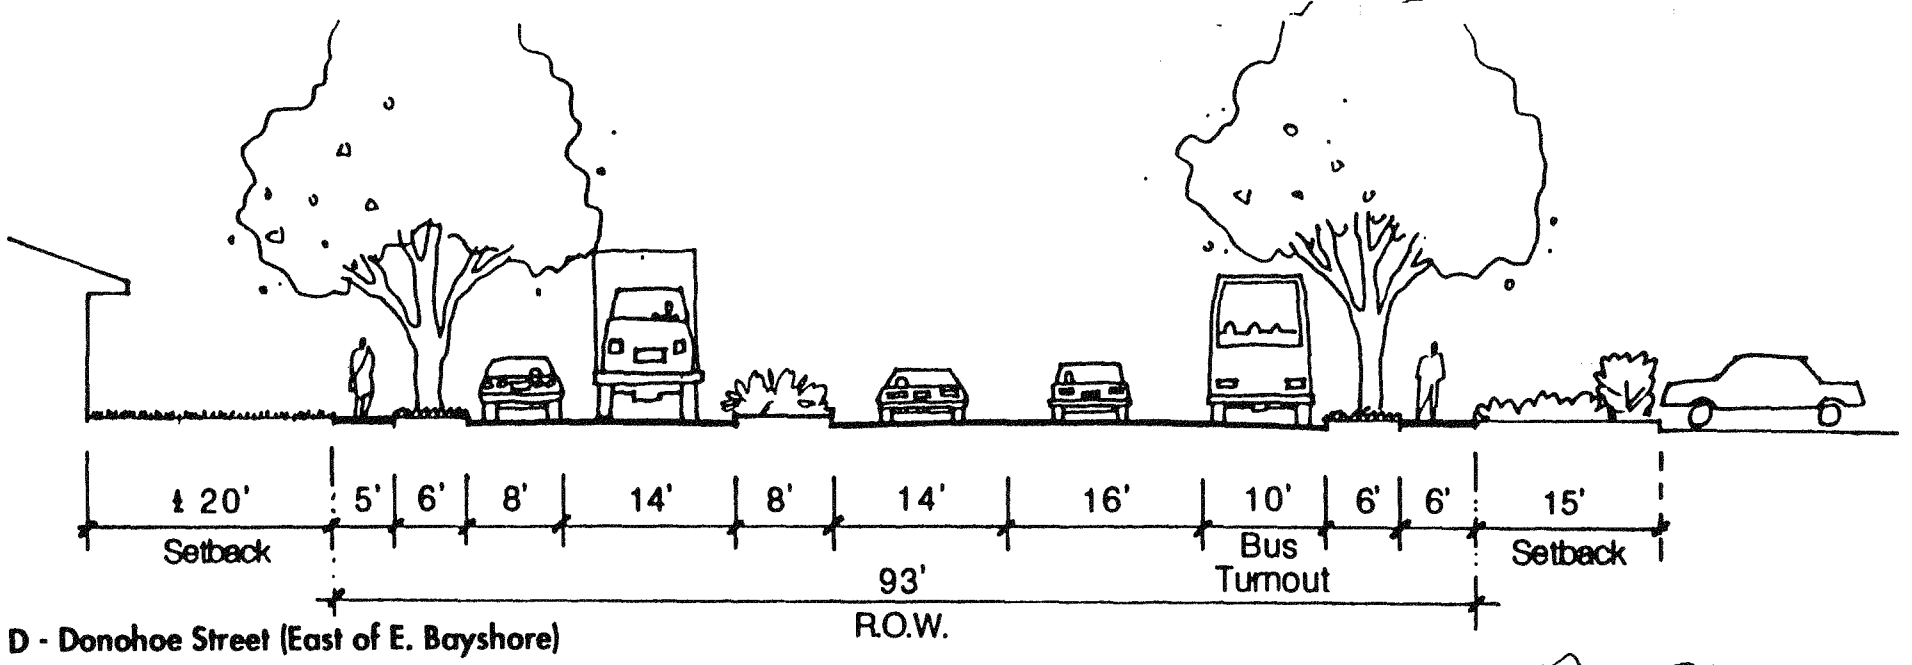 ± 20' 5' 6' 8' 14' 8' 14' 16' 10' 6' 6' 15'
Setback Bus Setback
Turnout
93'
R.O.W.
D - Donohoe Street (East of E. Bayshore)